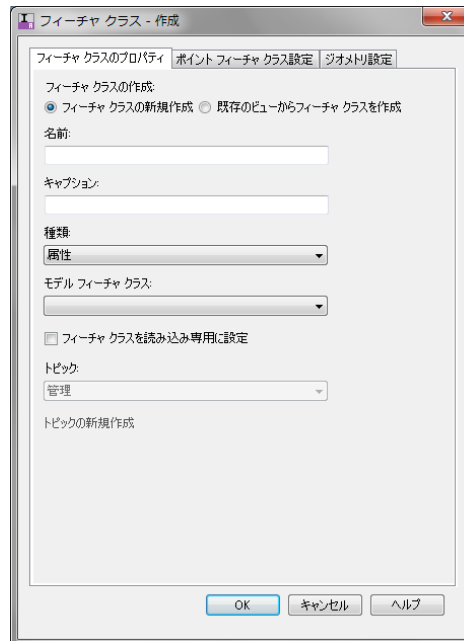 フィーチャ クラス - 作成
フィーチャ クラスのプロパティ ポイント フィーチャ クラス設定 ジオメトリ設定
フィーチャ クラスの作成:
フィーチャ クラスの新規作成 既存のビューからフィーチャ クラスを作成
名前:
キャプション:
種類:
属性
モデル フィーチャ クラス:
フィーチャ クラスを読み込み専用に設定
トピック:
管理
トピックの新規作成
OK キャンセル ヘルプ